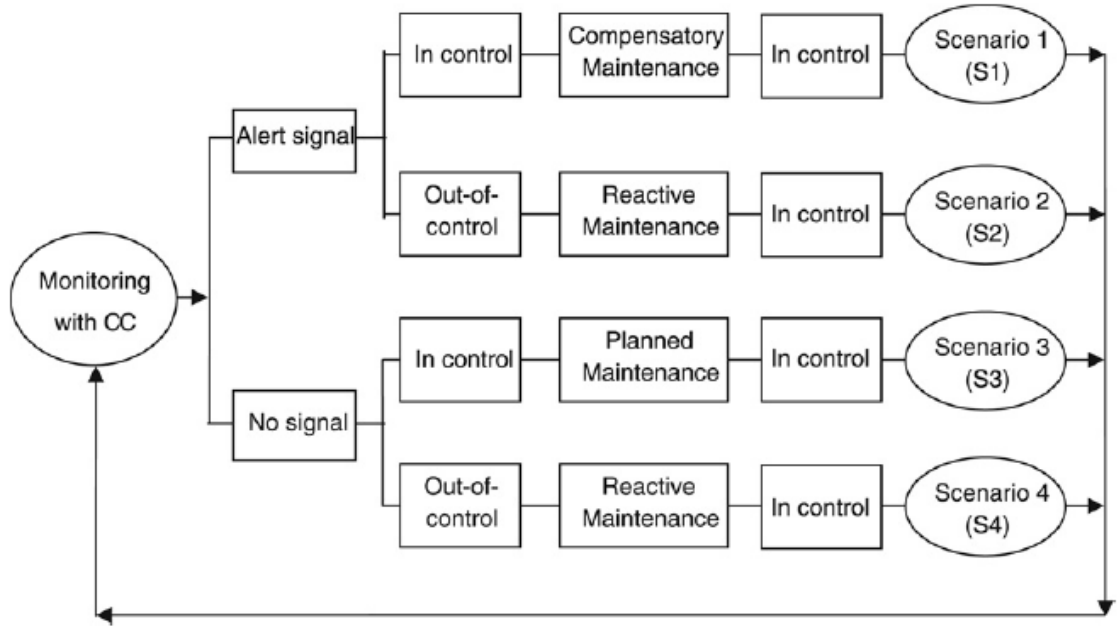 In control
Compensatory
Maintenance
In control
Scenario 1
(S1)
Alert signal
Out-of-
control
Reactive
Maintenance
In control
Scenario 2
(S2)
Monitoring
with CC
In control
Planned
Maintenance
In control
Scenario 3
(S3)
No signal
Out-of-
control
Reactive
Maintenance
In control
Scenario 4
(S4)